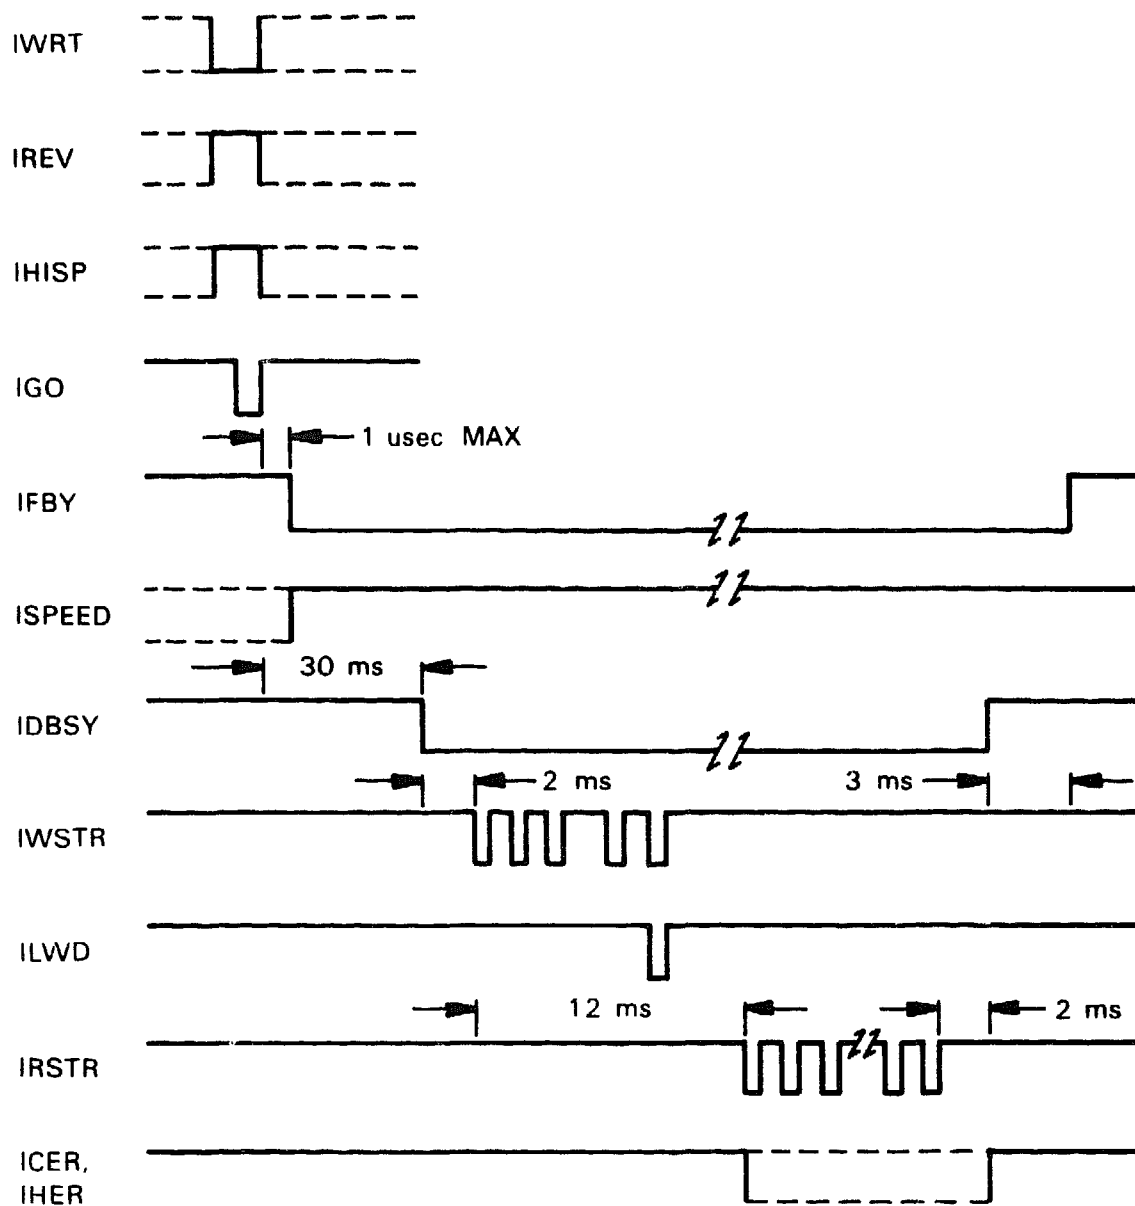 IWRT
IREV
IHISP
IGO
1 usec MAX
IFBY
ISPEED
30 ms
IDBSY
2 ms
3 ms
IWSTR
ILWD
12 ms
2 ms
IRSTR
ICER,
IHER